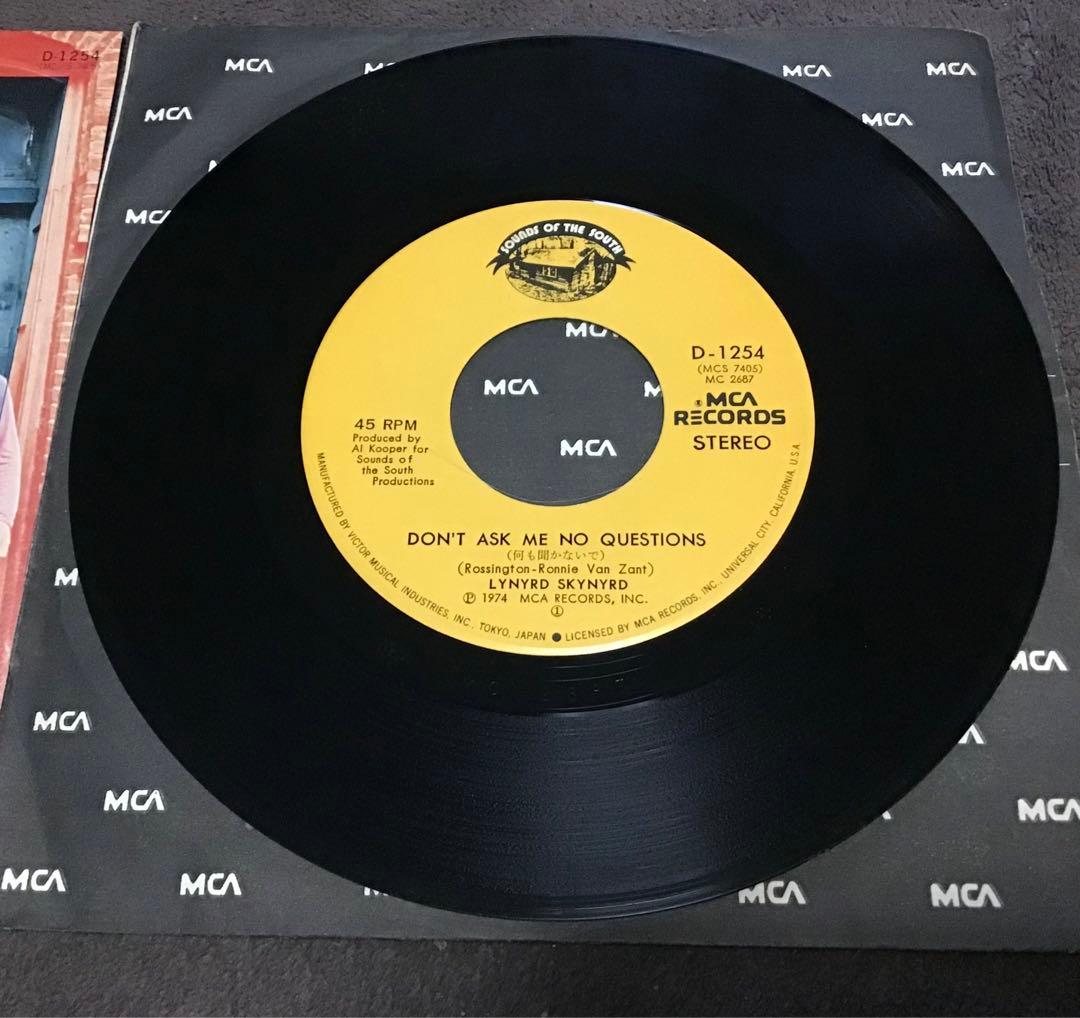 D-1254
MCA
MCA
MCA
MCA
MCA
MCA
SOUNDS OF THE SOUTH
MCA
MCA
MCA
D-1254
(MCS 7405)
MC 2687
MCA
RECORDS
STEREO
45 RPM
Produced by
Al Kooper for
Sounds of
the South
Productions
DON'T ASK ME NO QUESTIONS
(何も聞かないで)
(Rossington-Ronnie Van Zant)
LYNYRD SKYNYRD
Ⓟ 1974 MCA RECORDS, INC.
①
MANUFACTURED BY VICTOR MUSICAL INDUSTRIES, INC., TOKYO, JAPAN ● LICENSED BY MCA RECORDS, INC., UNIVERSAL CITY, CALIFORNIA, U.S.A.
MCA
MCA
MCA
MCA
MCA
MCA
MCA
MCA